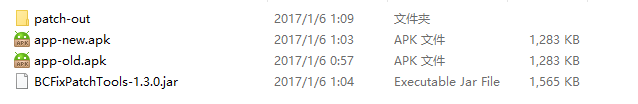 patch-out 2017/1/6 1:09 文件夹
app-new.apk 2017/1/6 1:03 APK 文件 1,283 KB
app-old.apk 2017/1/6 0:57 APK 文件 1,283 KB
BCFixPatchTools-1.3.0.jar 2017/1/6 1:04 Executable Jar File 1,565 KB